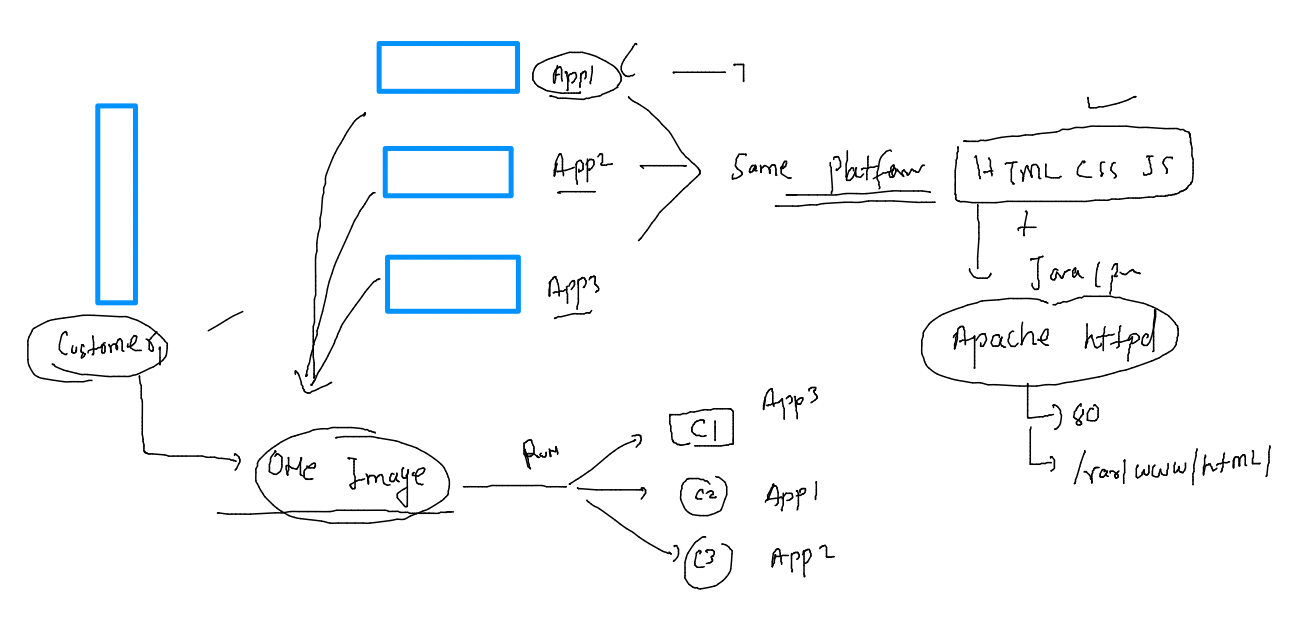 App1
App2
Same Platform
HTML CSS JS
+
Java /
App3
Customer
Apache httpd
80
/var/www/html/
One Image
Run
C1
App3
C2
App1
C3
App2